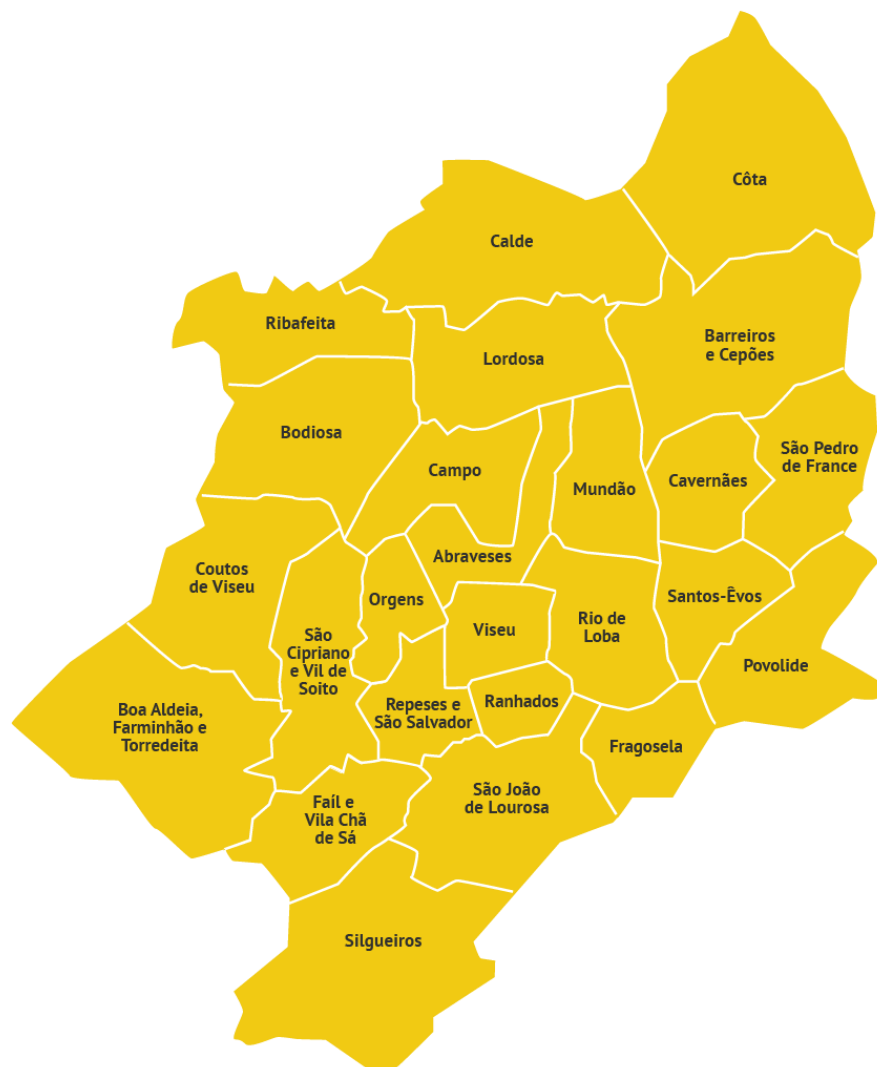 Côta
Calde
Ribafeita
Barreiros
e Cepões
Lordosa
Bodiosa
São Pedro
de France
Campo
Cavernães
Mundão
Abraveses
Coutos
de Viseu
Orgens
Santos-Êvos
Viseu
Rio de
Loba
São
Cipriano
e Vil de
Soito
Povolide
Ranhados
Repeses e
São Salvador
Boa Aldeia,
Farminhão e
Torredeita
Fragosela
São João
de Lourosa
Faíl e
Vila Chã
de Sá
Silgueiros